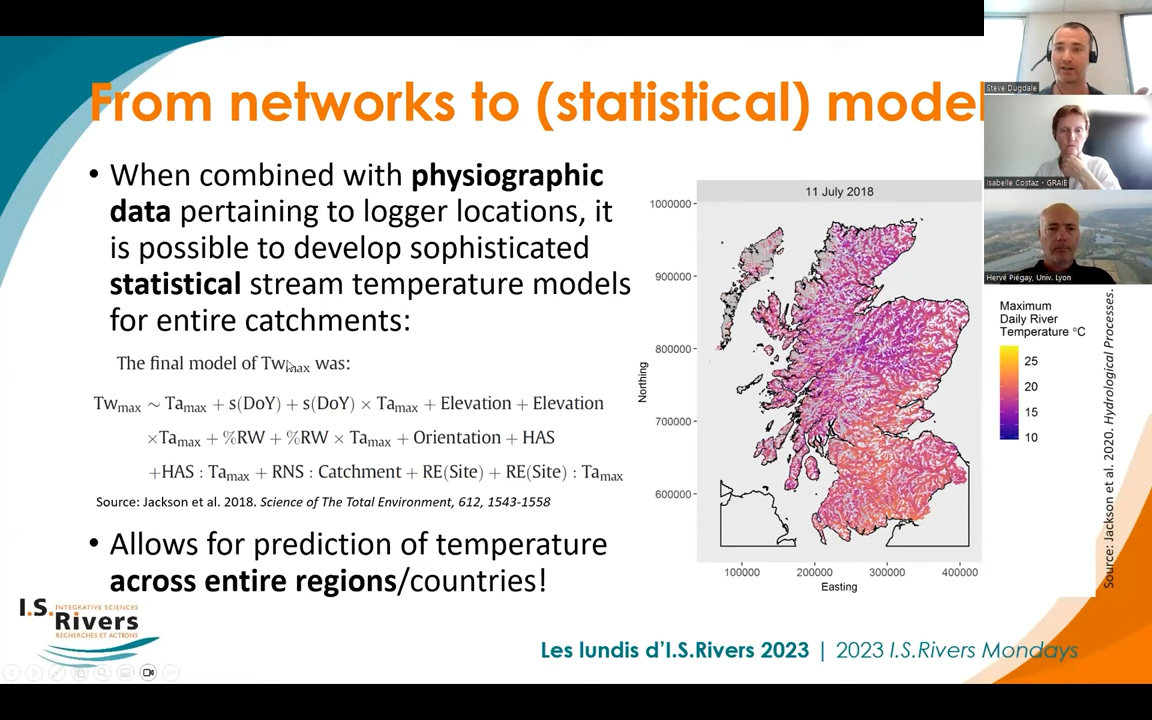 From networks to (statistical) model
• When combined with physiographic
data pertaining to logger locations, it
is possible to develop sophisticated
statistical stream temperature models
for entire catchments:
The final model of Twmax was:
Twmax ~ Tamax + s(DoY) + s(DoY) × Tamax + Elevation + Elevation
×Tamax + %RW + %RW × Tamax + Orientation + HAS
+HAS : Tamax + RNS : Catchment + RE(Site) + RE(Site) : Tamax
Source: Jackson et al. 2018. Science of The Total Environment, 612, 1543-1558
• Allows for prediction of temperature
across entire regions/countries!
11 July 2018
1000000
900000
800000
700000
600000
Northing
100000 200000 300000 400000
Easting
Maximum
Daily River
Temperature °C
25
20
15
10
Source: Jackson et al. 2020. Hydrological Processes.
Steve Dugdale
Isabelle Costaz - GRAIE
Hervé Piégay, Univ. Lyon
I.S. INTEGRATIVE SCIENCES
Rivers
RECHERCHES ET ACTIONS
Les lundis d'I.S.Rivers 2023 | 2023 I.S.Rivers Mondays